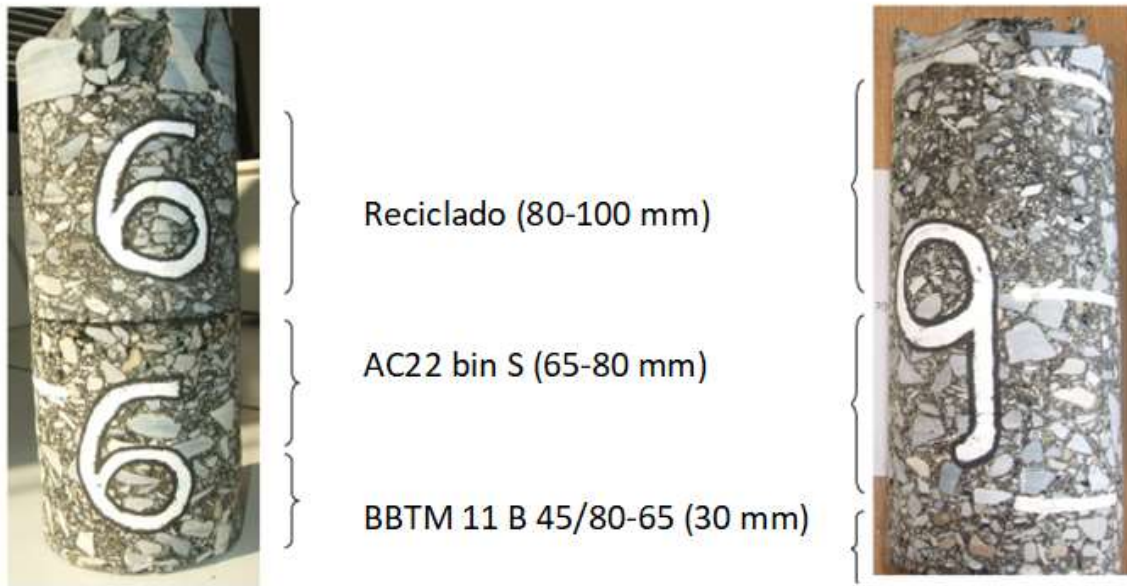 6
6
Reciclado (80-100 mm)
AC22 bin S (65-80 mm)
BBTM 11 B 45/80-65 (30 mm)
9